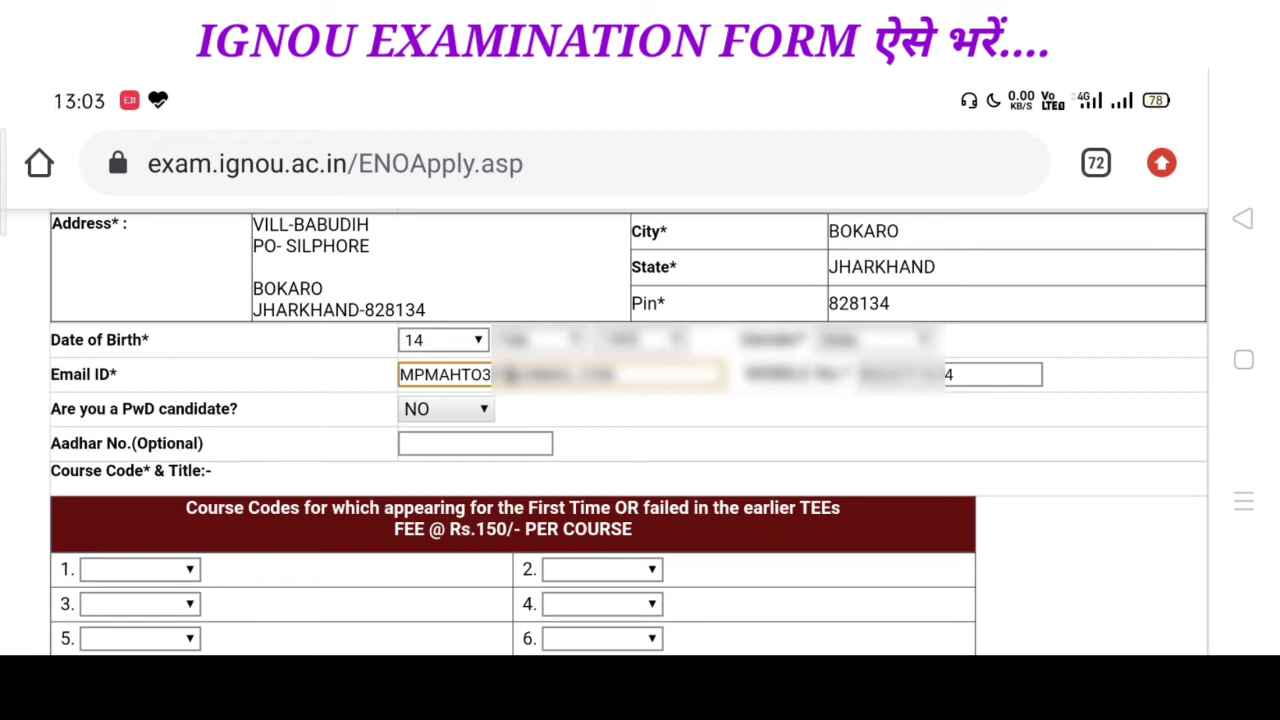 IGNOU EXAMINATION FORM ऐसे भरें....
13:03 0.00 KB/S Vo LTE 4G 78
exam.ignou.ac.in/ENOApply.asp 72
Address* : VILL-BABUDIH
PO- SILPHORE
BOKARO
JHARKHAND-828134
City* BOKARO
State* JHARKHAND
Pin* 828134
Date of Birth* 14
Email ID* MPMAHTO3 4
Are you a PwD candidate? NO
Aadhar No.(Optional)
Course Code* & Title:-
Course Codes for which appearing for the First Time OR failed in the earlier TEEs
FEE @ Rs.150/- PER COURSE
1. 2.
3. 4.
5. 6.